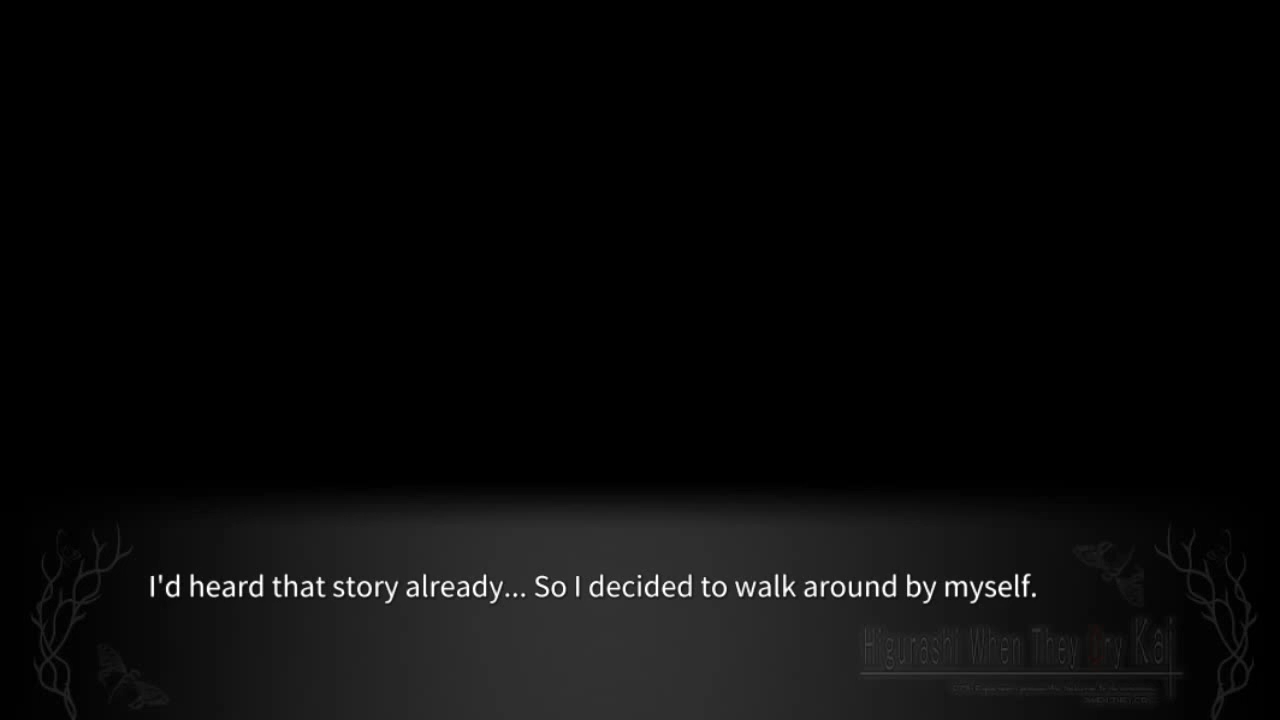 I'd heard that story already... So I decided to walk around by myself.
Higurashi When They Cry Kai